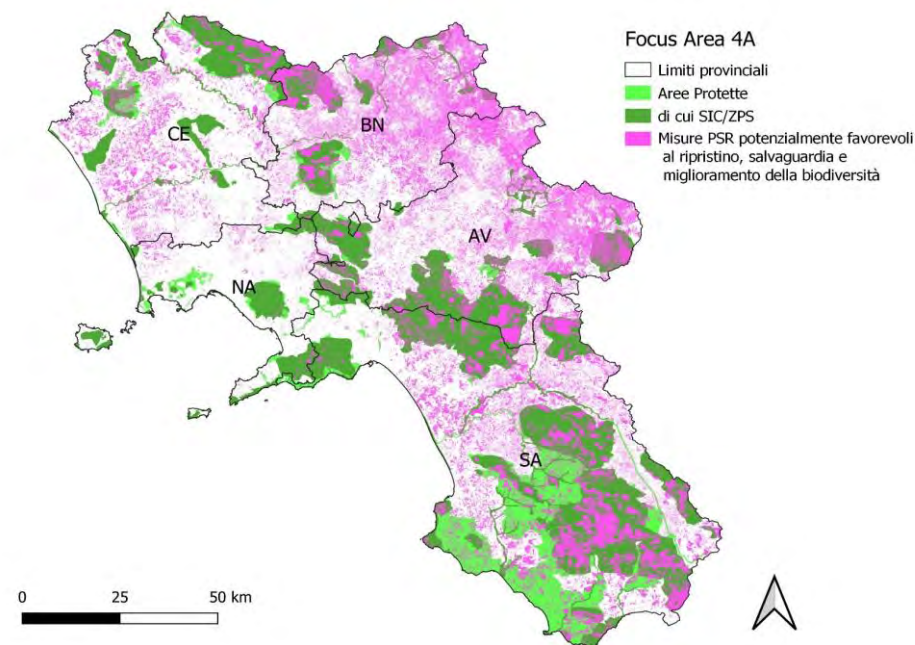 Focus Area 4A
Limiti provinciali
Aree Protette
di cui SIC/ZPS
Misure PSR potenzialmente favorevoli
al ripristino, salvaguardia e
miglioramento della biodiversità
BN
CE
AV
NA
SA
0 25 50 km